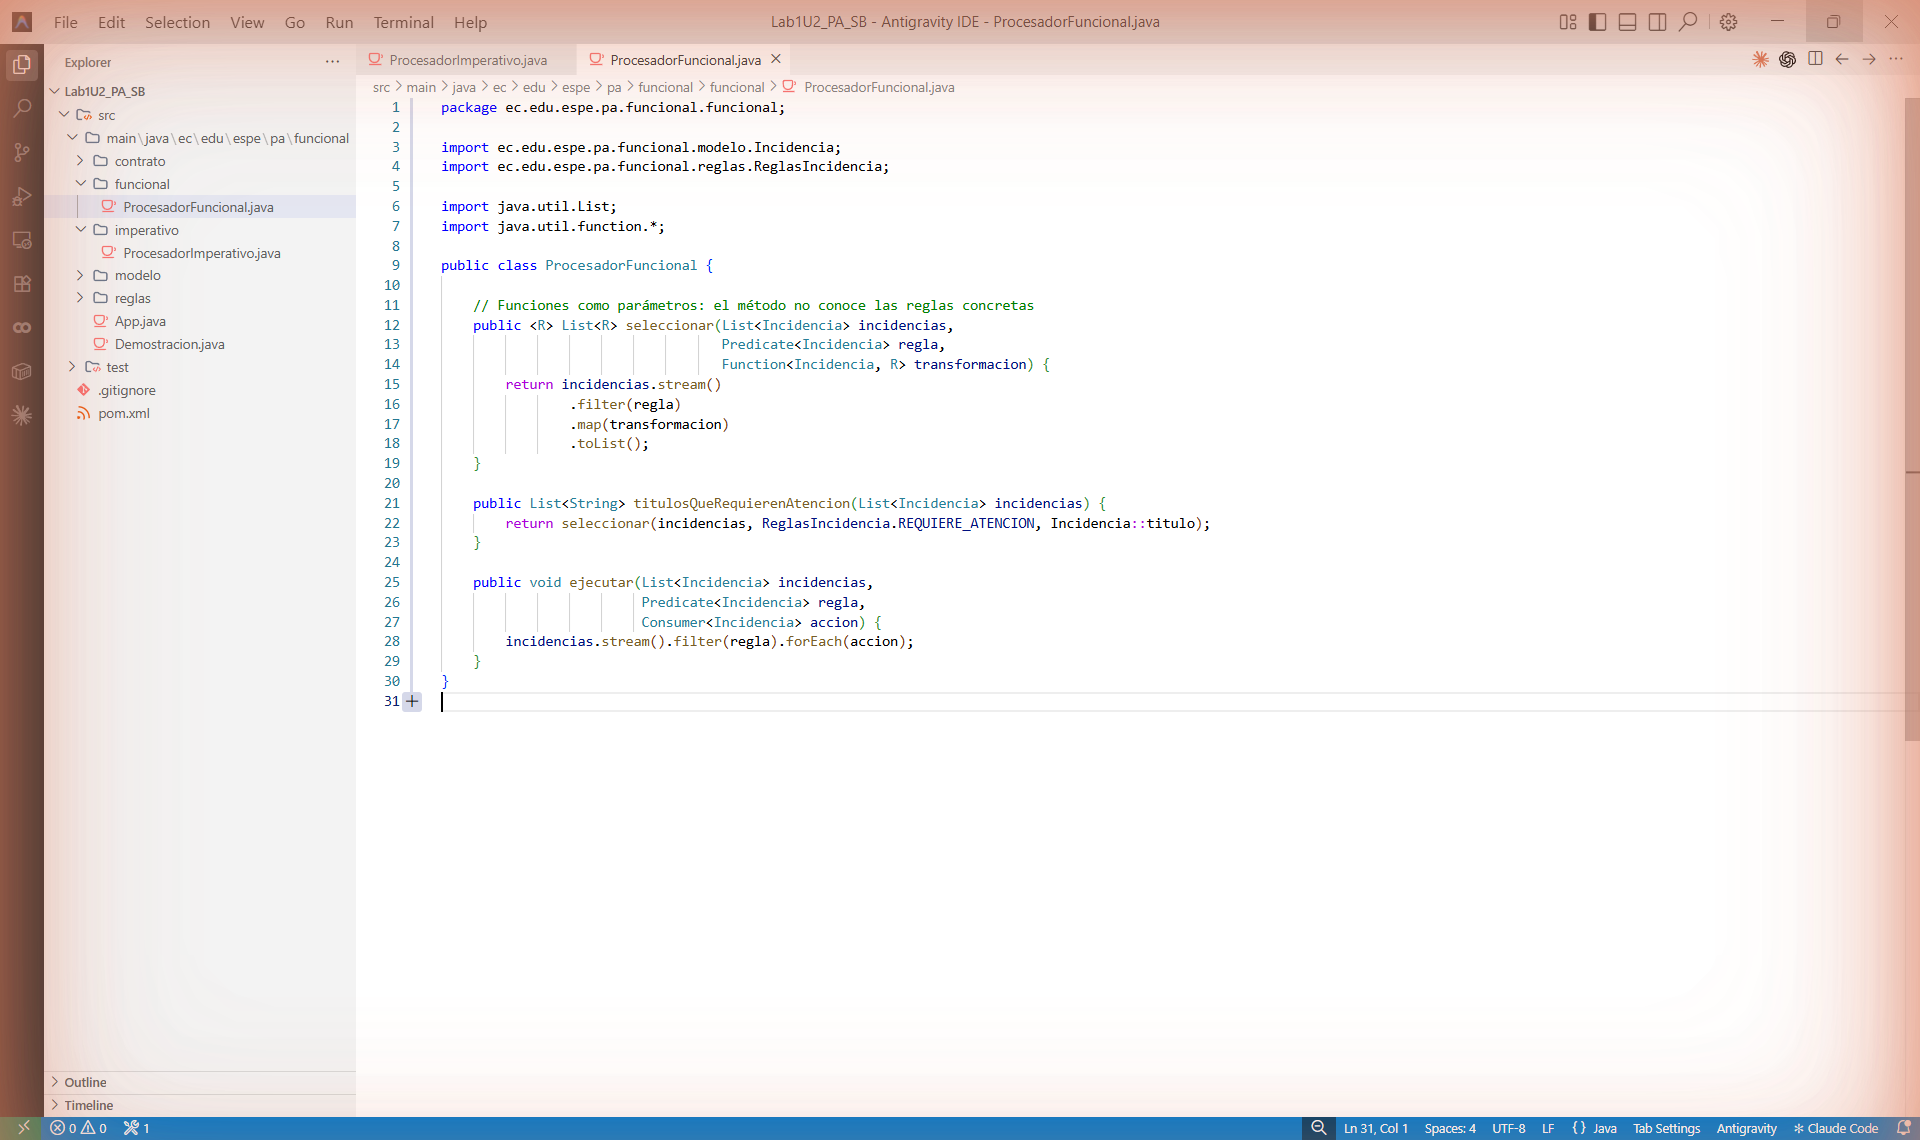 File Edit Selection View Go Run Terminal Help
Lab1U2_PA_SB - Antigravity IDE - ProcesadorFuncional.java
Explorer
Lab1U2_PA_SB
src
main\java\ec\edu\espe\pa\funcional
contrato
funcional
ProcesadorFuncional.java
imperativo
ProcesadorImperativo.java
modelo
reglas
App.java
Demostracion.java
test
.gitignore
pom.xml
Outline
Timeline
ProcesadorImperativo.java ProcesadorFuncional.java
src > main > java > ec > edu > espe > pa > funcional > funcional > ProcesadorFuncional.java
1 package ec.edu.espe.pa.funcional.funcional;
2
3 import ec.edu.espe.pa.funcional.modelo.Incidencia;
4 import ec.edu.espe.pa.funcional.reglas.ReglasIncidencia;
5
6 import java.util.List;
7 import java.util.function.*;
8
9 public class ProcesadorFuncional {
10
11 // Funciones como parámetros: el método no conoce las reglas concretas
12 public <R> List<R> seleccionar(List<Incidencia> incidencias,
13 Predicate<Incidencia> regla,
14 Function<Incidencia, R> transformacion) {
15 return incidencias.stream()
16 .filter(regla)
17 .map(transformacion)
18 .toList();
19 }
20
21 public List<String> titulosQueRequierenAtencion(List<Incidencia> incidencias) {
22 return seleccionar(incidencias, ReglasIncidencia.REQUIERE_ATENCION, Incidencia::titulo);
23 }
24
25 public void ejecutar(List<Incidencia> incidencias,
26 Predicate<Incidencia> regla,
27 Consumer<Incidencia> accion) {
28 incidencias.stream().filter(regla).forEach(accion);
29 }
30 }
31
0 0 1
Ln 31, Col 1 Spaces: 4 UTF-8 LF {} Java Tab Settings Antigravity Claude Code